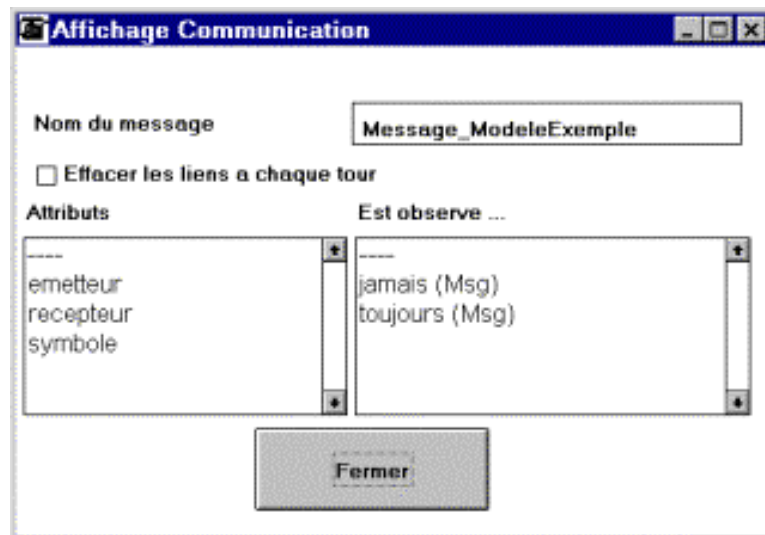 Affichage Communication
Nom du message
Message_ModeleExemple
Effacer les liens a chaque tour
Attributs
Est observe ...
----
emetteur
recepteur
symbole
----
jamais (Msg)
toujours (Msg)
Fermer